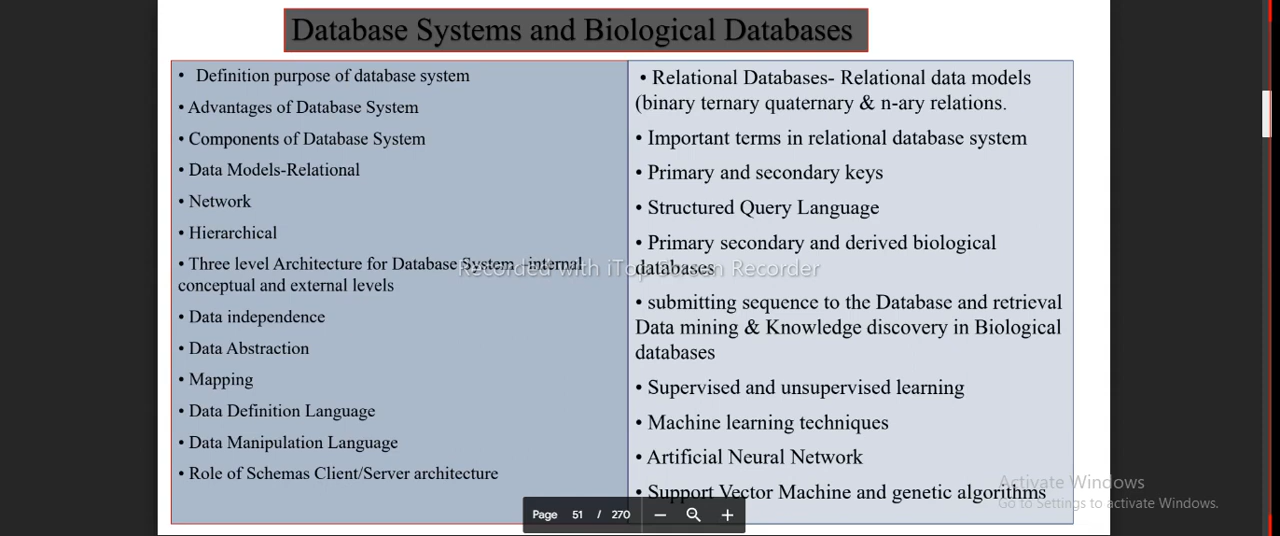 Database Systems and Biological Databases
• Definition purpose of database system
• Advantages of Database System
• Components of Database System
• Data Models-Relational
• Network
• Hierarchical
• Three level Architecture for Database System -internal
conceptual and external levels
• Data independence
• Data Abstraction
• Mapping
• Data Definition Language
• Data Manipulation Language
• Role of Schemas Client/Server architecture
• Relational Databases- Relational data models
(binary ternary quaternary & n-ary relations.
• Important terms in relational database system
• Primary and secondary keys
• Structured Query Language
• Primary secondary and derived biological
databases
• submitting sequence to the Database and retrieval
Data mining & Knowledge discovery in Biological
databases
• Supervised and unsupervised learning
• Machine learning techniques
• Artificial Neural Network
• Support Vector Machine and genetic algorithms
Recorded with iTop Screen Recorder
Activate Windows
Go to Settings to activate Windows.
Page 51 / 270